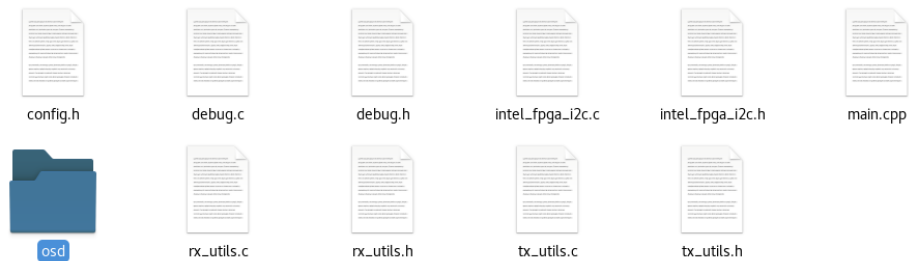 config.h
debug.c
debug.h
intel_fpga_i2c.c
intel_fpga_i2c.h
main.cpp
osd
rx_utils.c
rx_utils.h
tx_utils.c
tx_utils.h